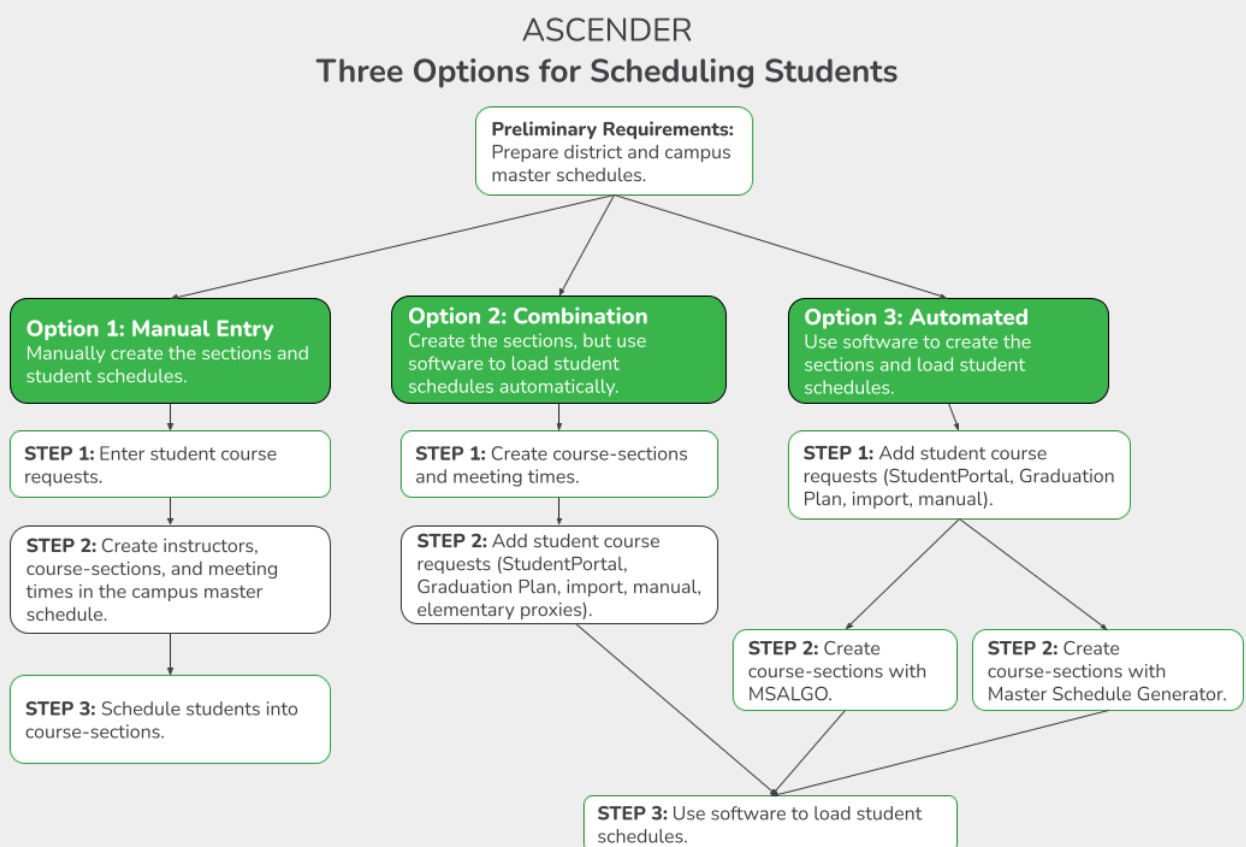 ASCENDER
Three Options for Scheduling Students
Preliminary Requirements:
Prepare district and campus
master schedules.
Option 1: Manual Entry
Manually create the sections and
student schedules.
STEP 1: Enter student course
requests.
STEP 2: Create instructors,
course-sections, and meeting
times in the campus master
schedule.
STEP 3: Schedule students into
course-sections.
Option 2: Combination
Create the sections, but use
software to load student
schedules automatically.
STEP 1: Create course-sections
and meeting times.
STEP 2: Add student course
requests (StudentPortal,
Graduation Plan, import, manual,
elementary proxies).
Option 3: Automated
Use software to create the
sections and load student
schedules.
STEP 1: Add student course
requests (StudentPortal, Graduation
Plan, import, manual).
STEP 2: Create
course-sections with
MSALGO.
STEP 2: Create
course-sections with
Master Schedule Generator.
STEP 3: Use software to load student
schedules.